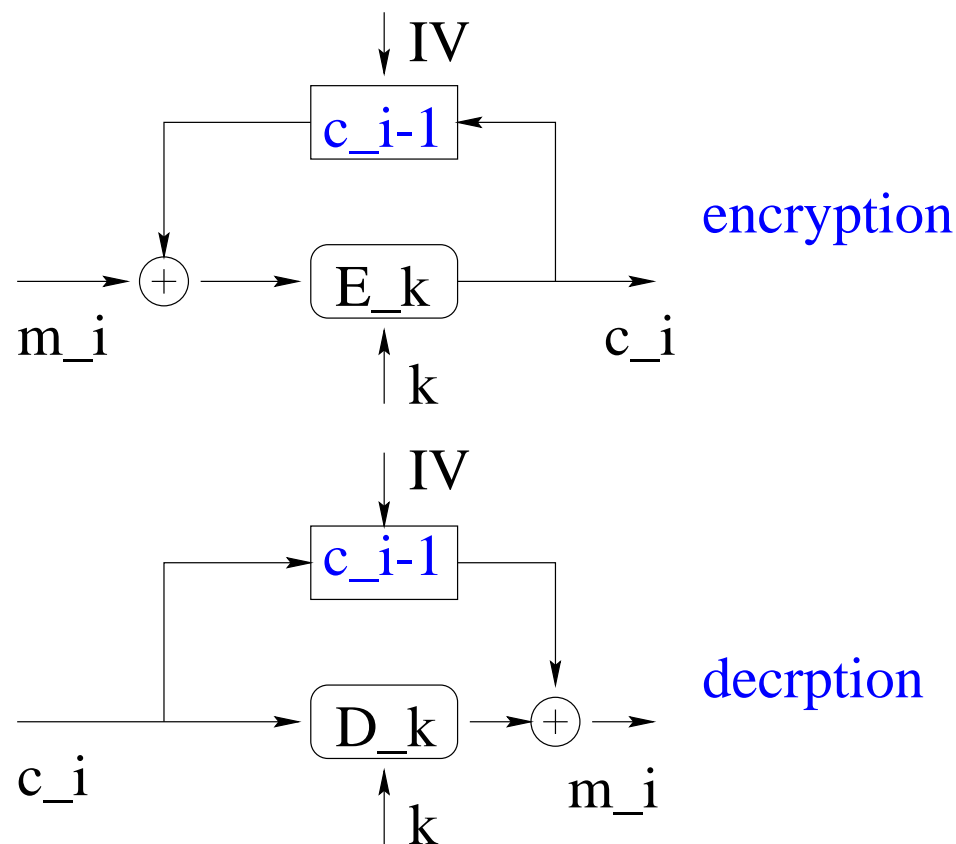 IV
c_i-1
encryption
+
E_k
m_i
c_i
k
IV
c_i-1
decrption
D_k
+
c_i
m_i
k